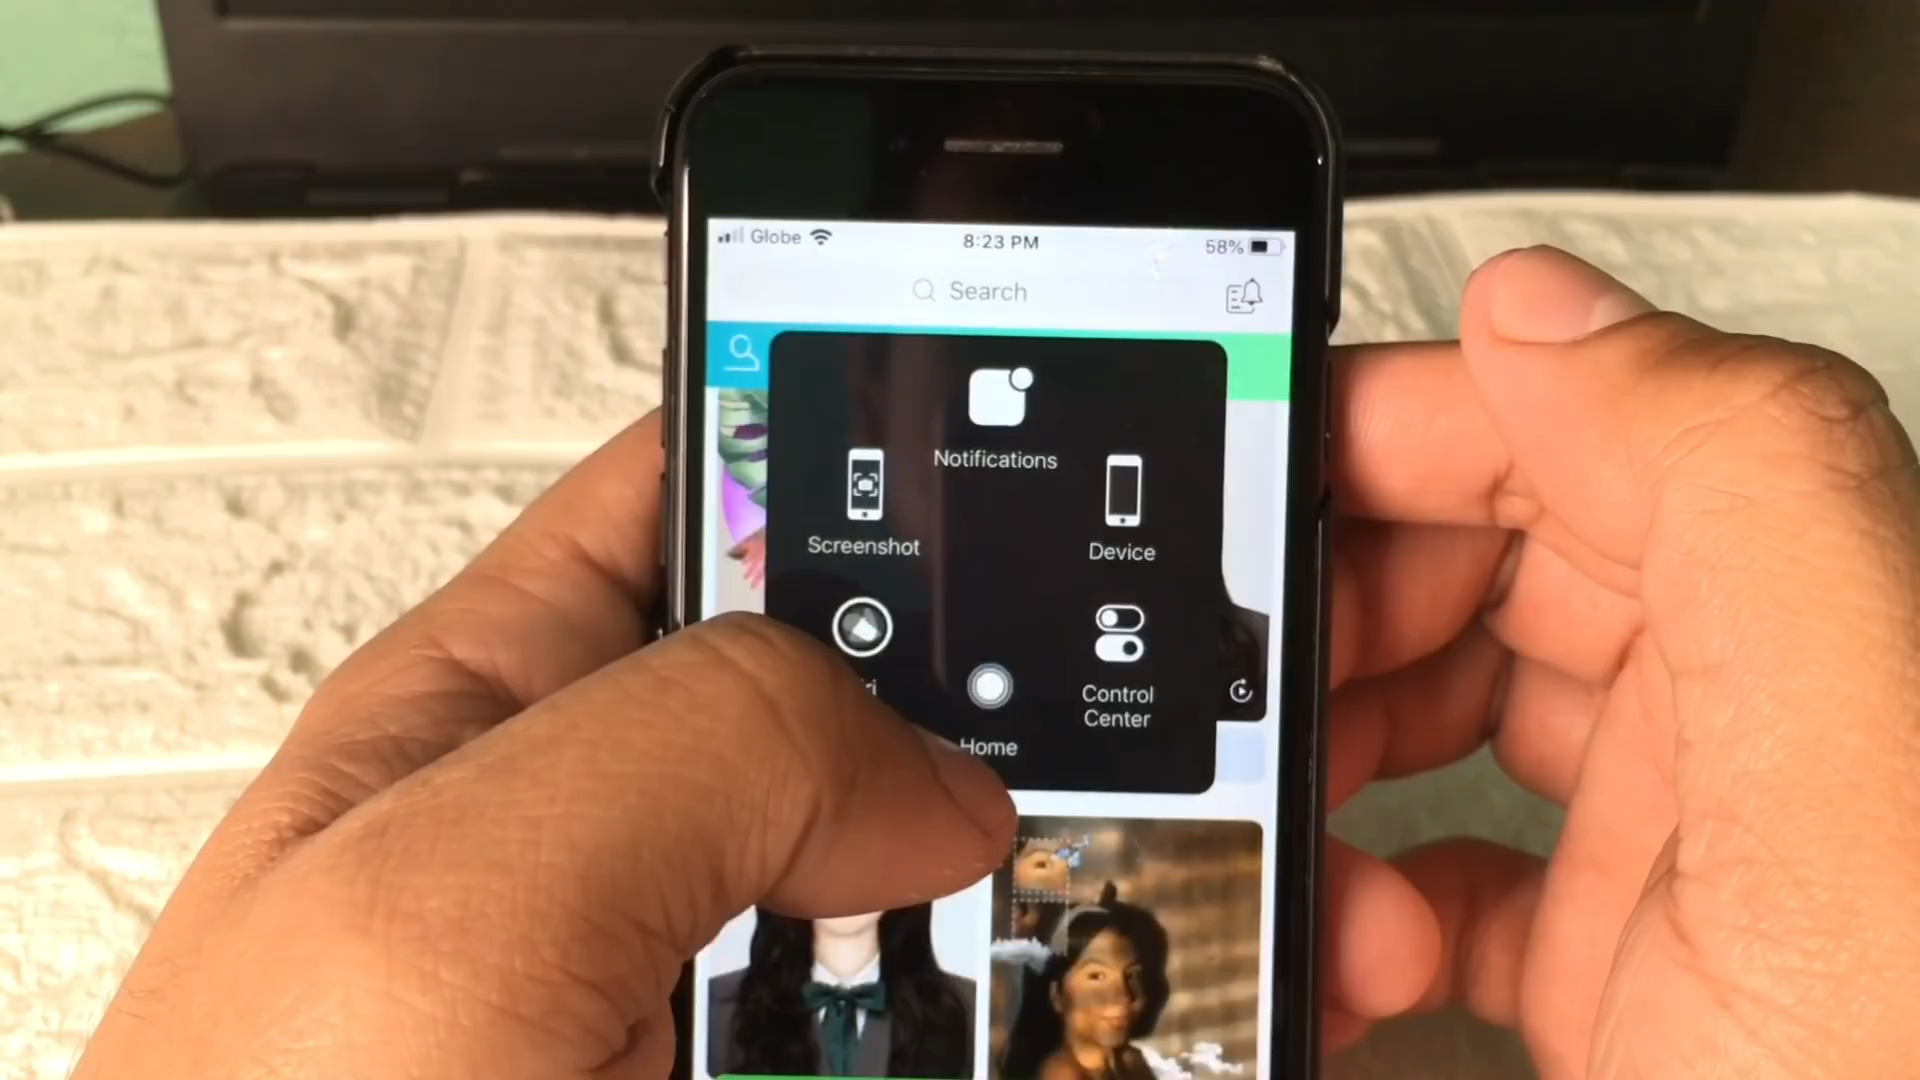 Globe
8:23 PM
58%
Search
Notifications
Screenshot
Device
Control
Center
Home